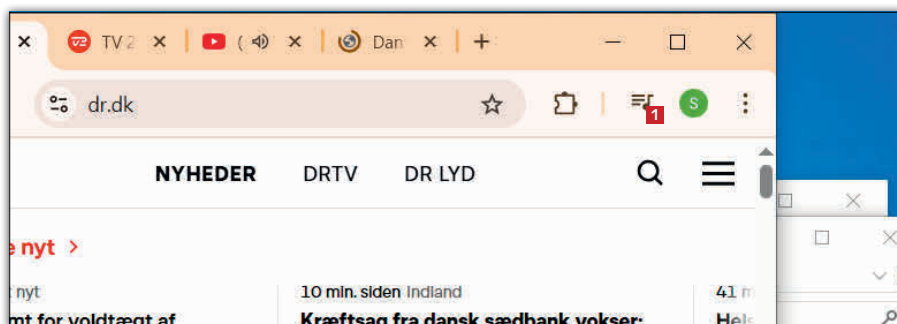 TV 2 ( Dan
dr.dk 1 S
NYHEDER DRTV DR LYD
nyt >
nyt 10 min. siden Indland 41
for voldtægt af Kræftsag fra dansk sædbank vokser: